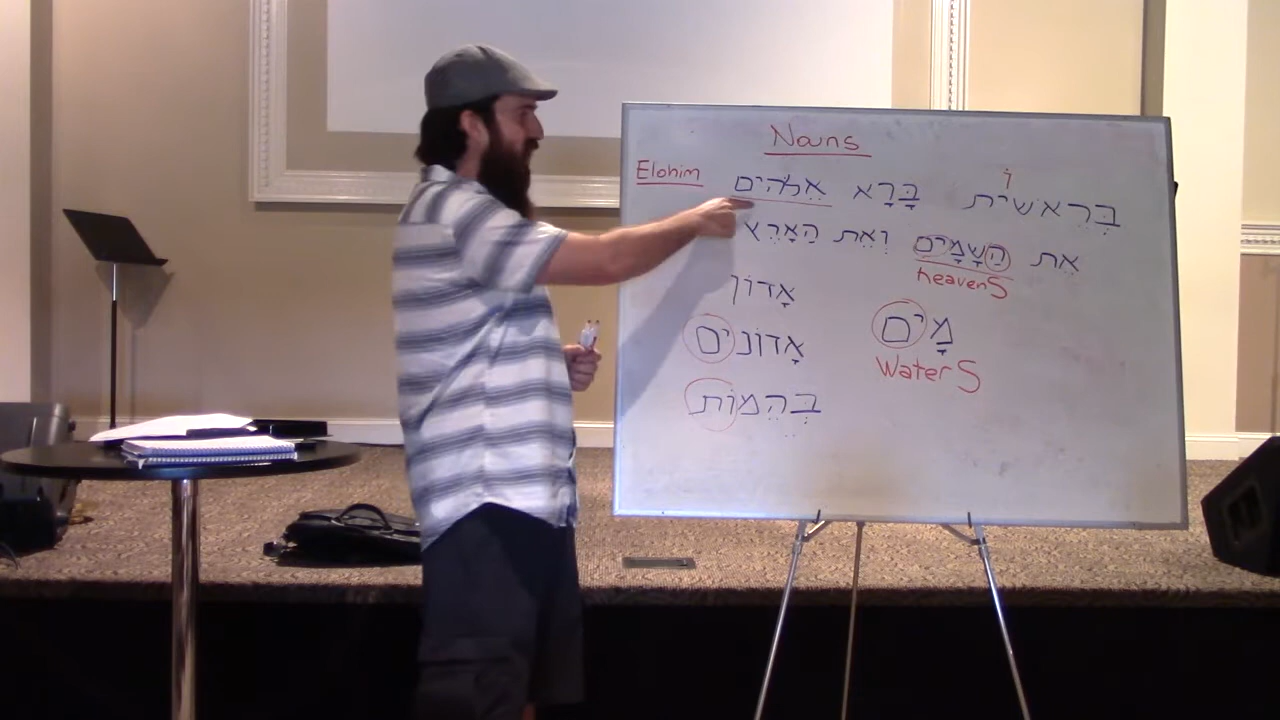 Nouns
Elohim
ו
בְּרֵאשִׁית בָּרָא אֱלֹהִים
אֵת הַשָּׁמַיִם וְאֵת הָאָרֶץ
heavenS
אָדוֹן
אָדוֹנִים
מַיִם
waterS
בְּהֵמוֹת